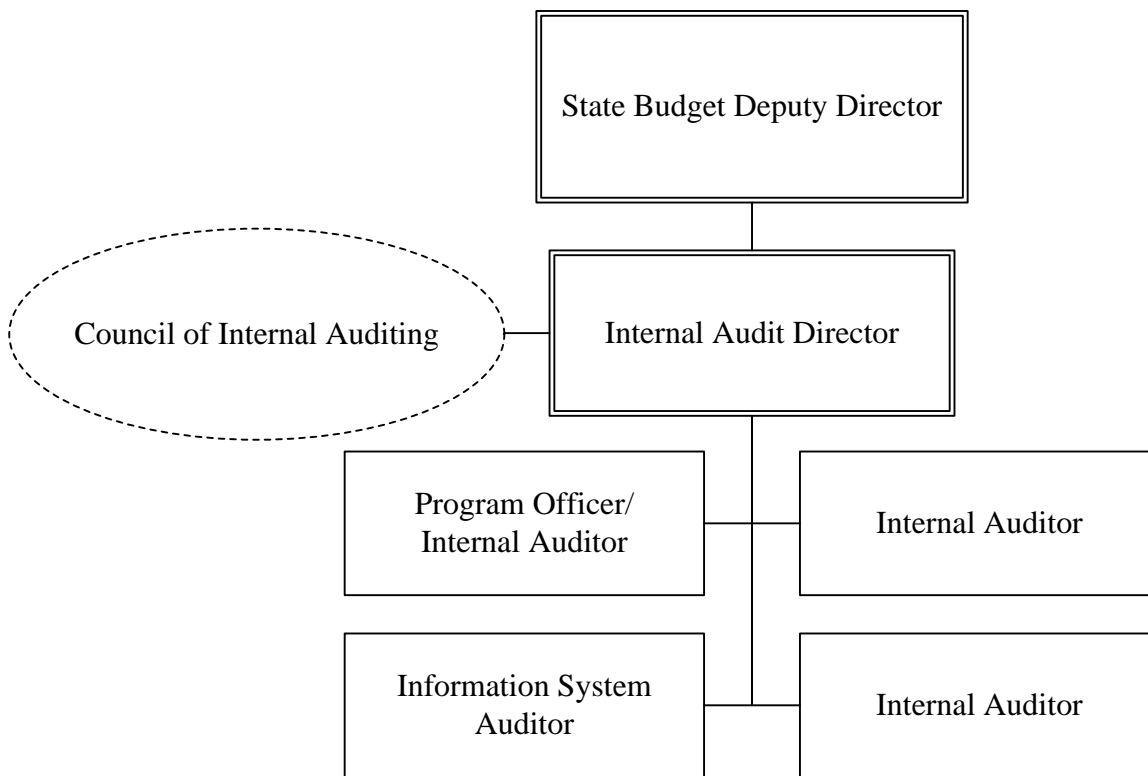 State Budget Deputy Director
Council of Internal Auditing
Internal Audit Director
Program Officer/
Internal Auditor
Internal Auditor
Information System
Auditor
Internal Auditor